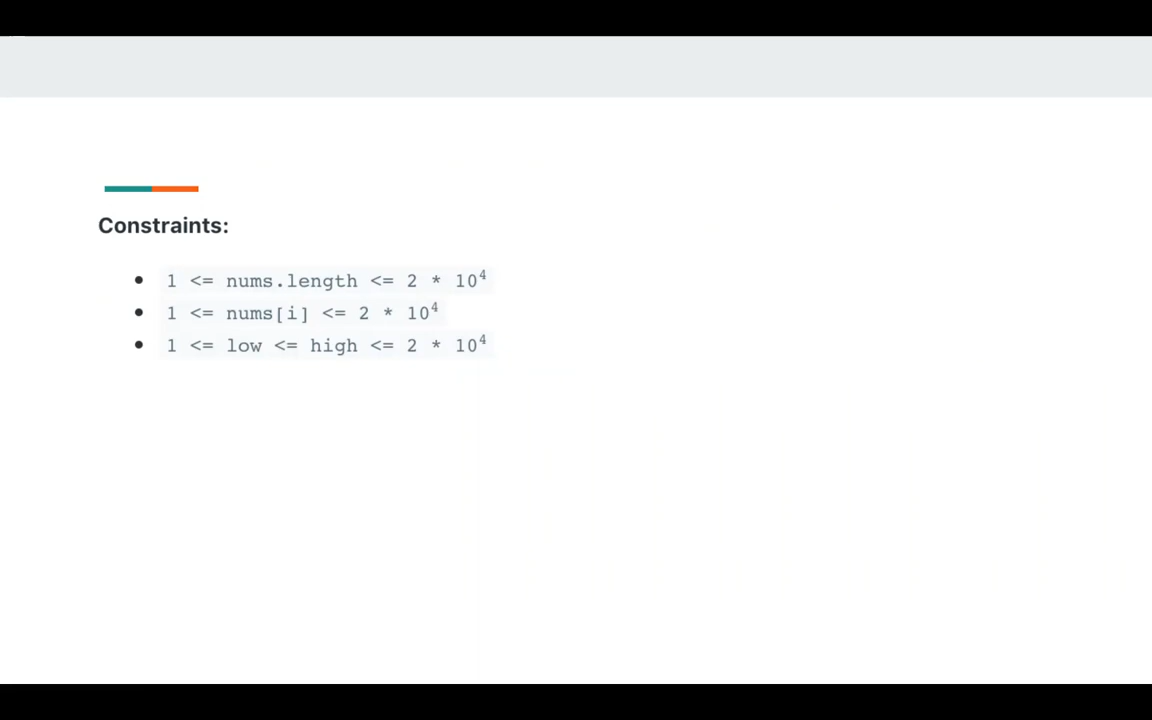 Constraints:
• 1 <= nums.length <= 2 * 10⁴
• 1 <= nums[i] <= 2 * 10⁴
• 1 <= low <= high <= 2 * 10⁴